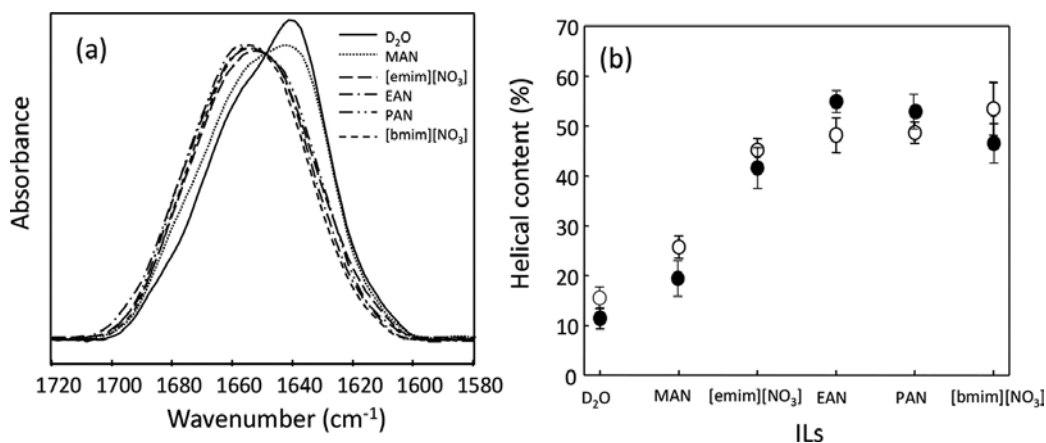 (a)
D₂O
MAN
[emim][NO₃]
EAN
PAN
[bmim][NO₃]
Absorbance
1720 1700 1680 1660 1640 1620 1600 1580
Wavenumber (cm⁻¹)
(b)
Helical content (%)
70
60
50
40
30
20
10
0
D₂O MAN [emim][NO₃] EAN PAN [bmim][NO₃]
ILs